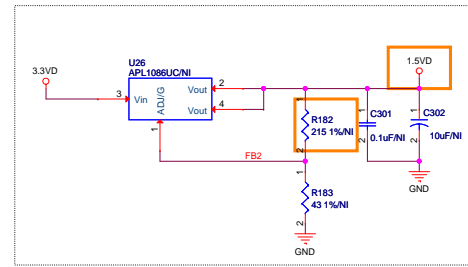 U26
APL1086UC/NI
3.3VD
1.5VD
3
Vin
ADJ/G
Vout
2
Vout
4
1
1
R182
215 1%/NI
2
1
C301
0.1uF/NI
2
1
C302
10uF/NI
2
FB2
1
R183
43 1%/NI
2
GND
GND